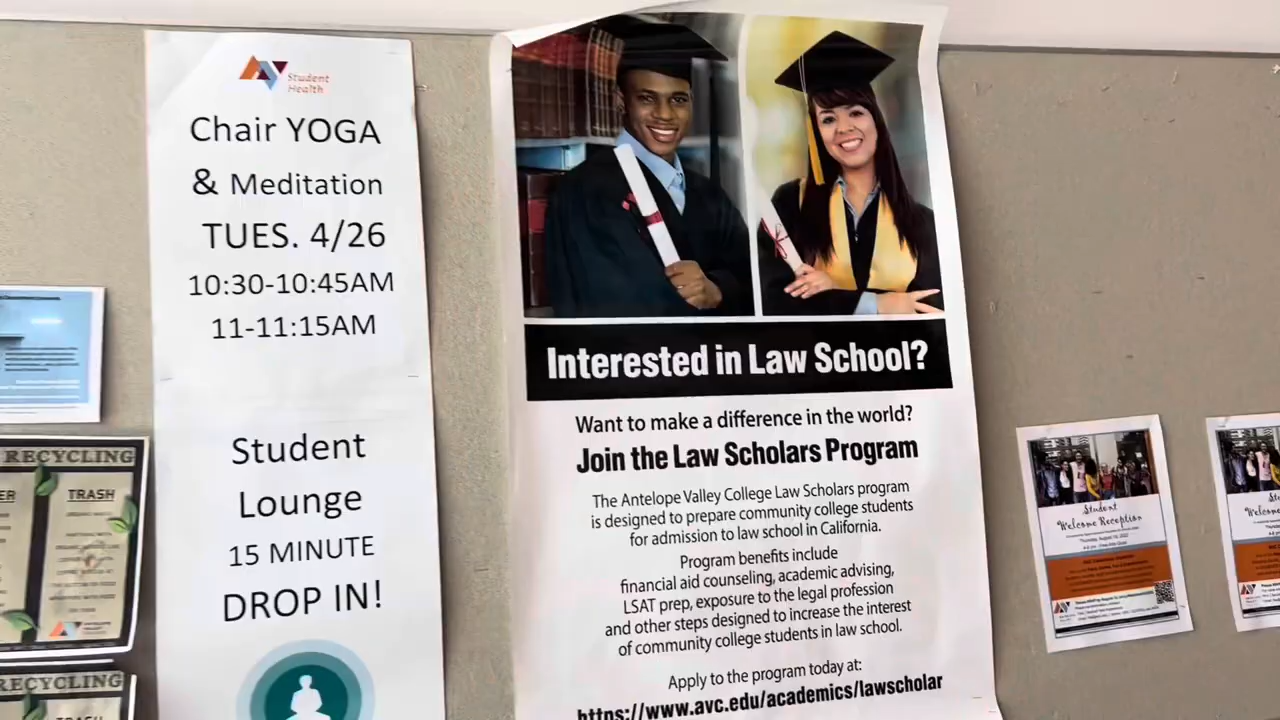 Student
Health
Chair YOGA
& Meditation
TUES. 4/26
10:30-10:45AM
11-11:15AM
Student
Lounge
15 MINUTE
DROP IN!
Interested in Law School?
Want to make a difference in the world?
Join the Law Scholars Program
The Antelope Valley College Law Scholars program
is designed to prepare community college students
for admission to law school in California.
Program benefits include
financial aid counseling, academic advising,
LSAT prep, exposure to the legal profession
and other steps designed to increase the interest
of community college students in law school.
Apply to the program today at:
https://www.avc.edu/academics/lawscholar
RECYCLING
TRASH
RECYCLING
TRASH
Student
Welcome Reception